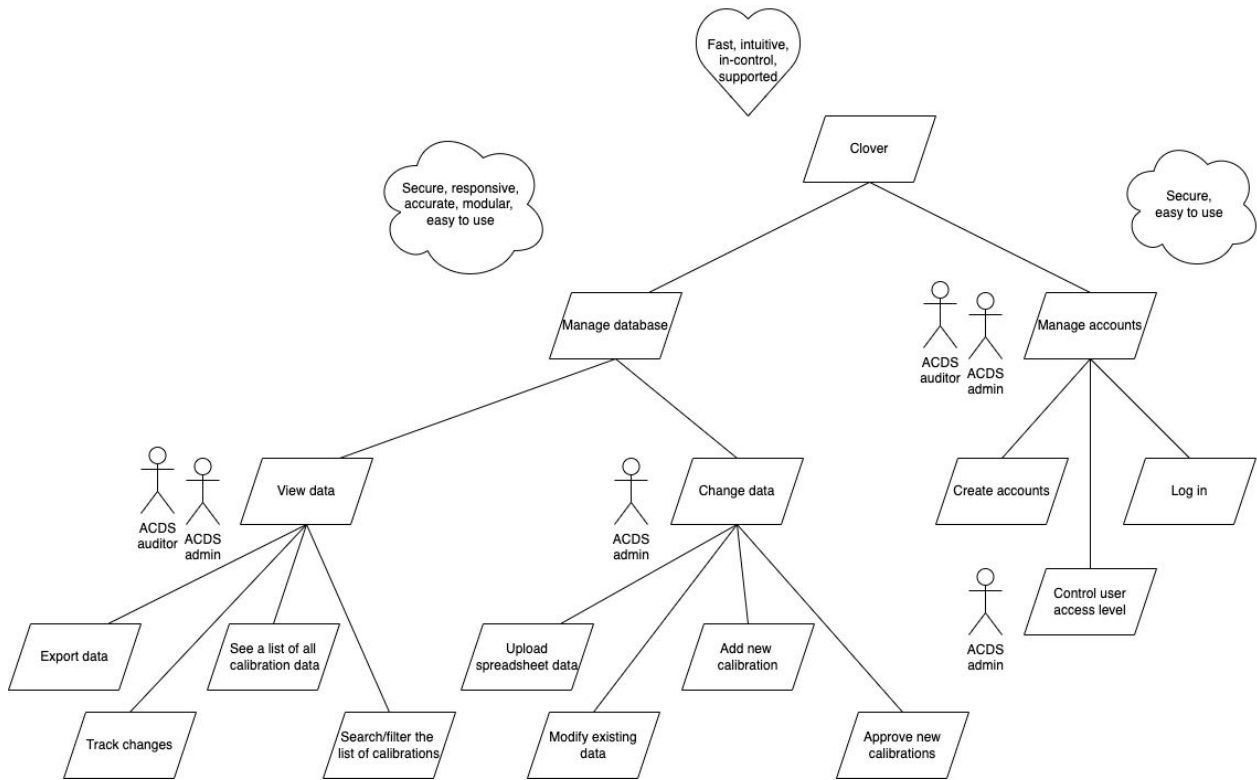 Fast, intuitive,
in-control,
supported
Clover
Secure, responsive,
accurate, modular,
easy to use
Secure,
easy to use
Manage database
ACDS
auditor
ACDS
admin
Manage accounts
ACDS
auditor
ACDS
admin
View data
ACDS
admin
Change data
Create accounts
Log in
ACDS
admin
Control user
access level
Export data
See a list of all
calibration data
Upload
spreadsheet data
Add new
calibration
Track changes
Search/filter the
list of calibrations
Modify existing
data
Approve new
calibrations